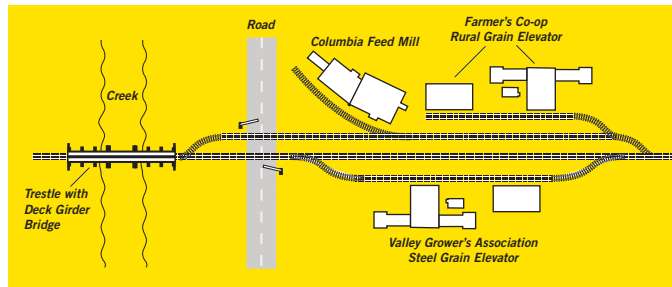 Road
Farmer's Co-op
Rural Grain Elevator
Columbia Feed Mill
Creek
Trestle with
Deck Girder
Bridge
Valley Grower's Association
Steel Grain Elevator